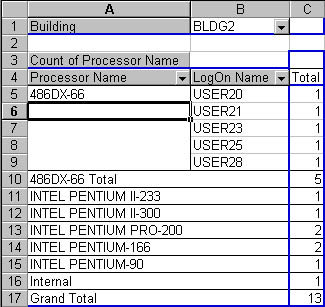 A B C
1 Building BLDG2
2
3 Count of Processor Name
4 Processor Name LogOn Name Total
5 486DX-66 USER20 1
6 USER21 1
7 USER23 1
8 USER25 1
9 USER28 1
10 486DX-66 Total 5
11 INTEL PENTIUM II-233 1
12 INTEL PENTIUM II-300 1
13 INTEL PENTIUM PRO-200 2
14 INTEL PENTIUM-166 2
15 INTEL PENTIUM-90 1
16 Internal 1
17 Grand Total 13